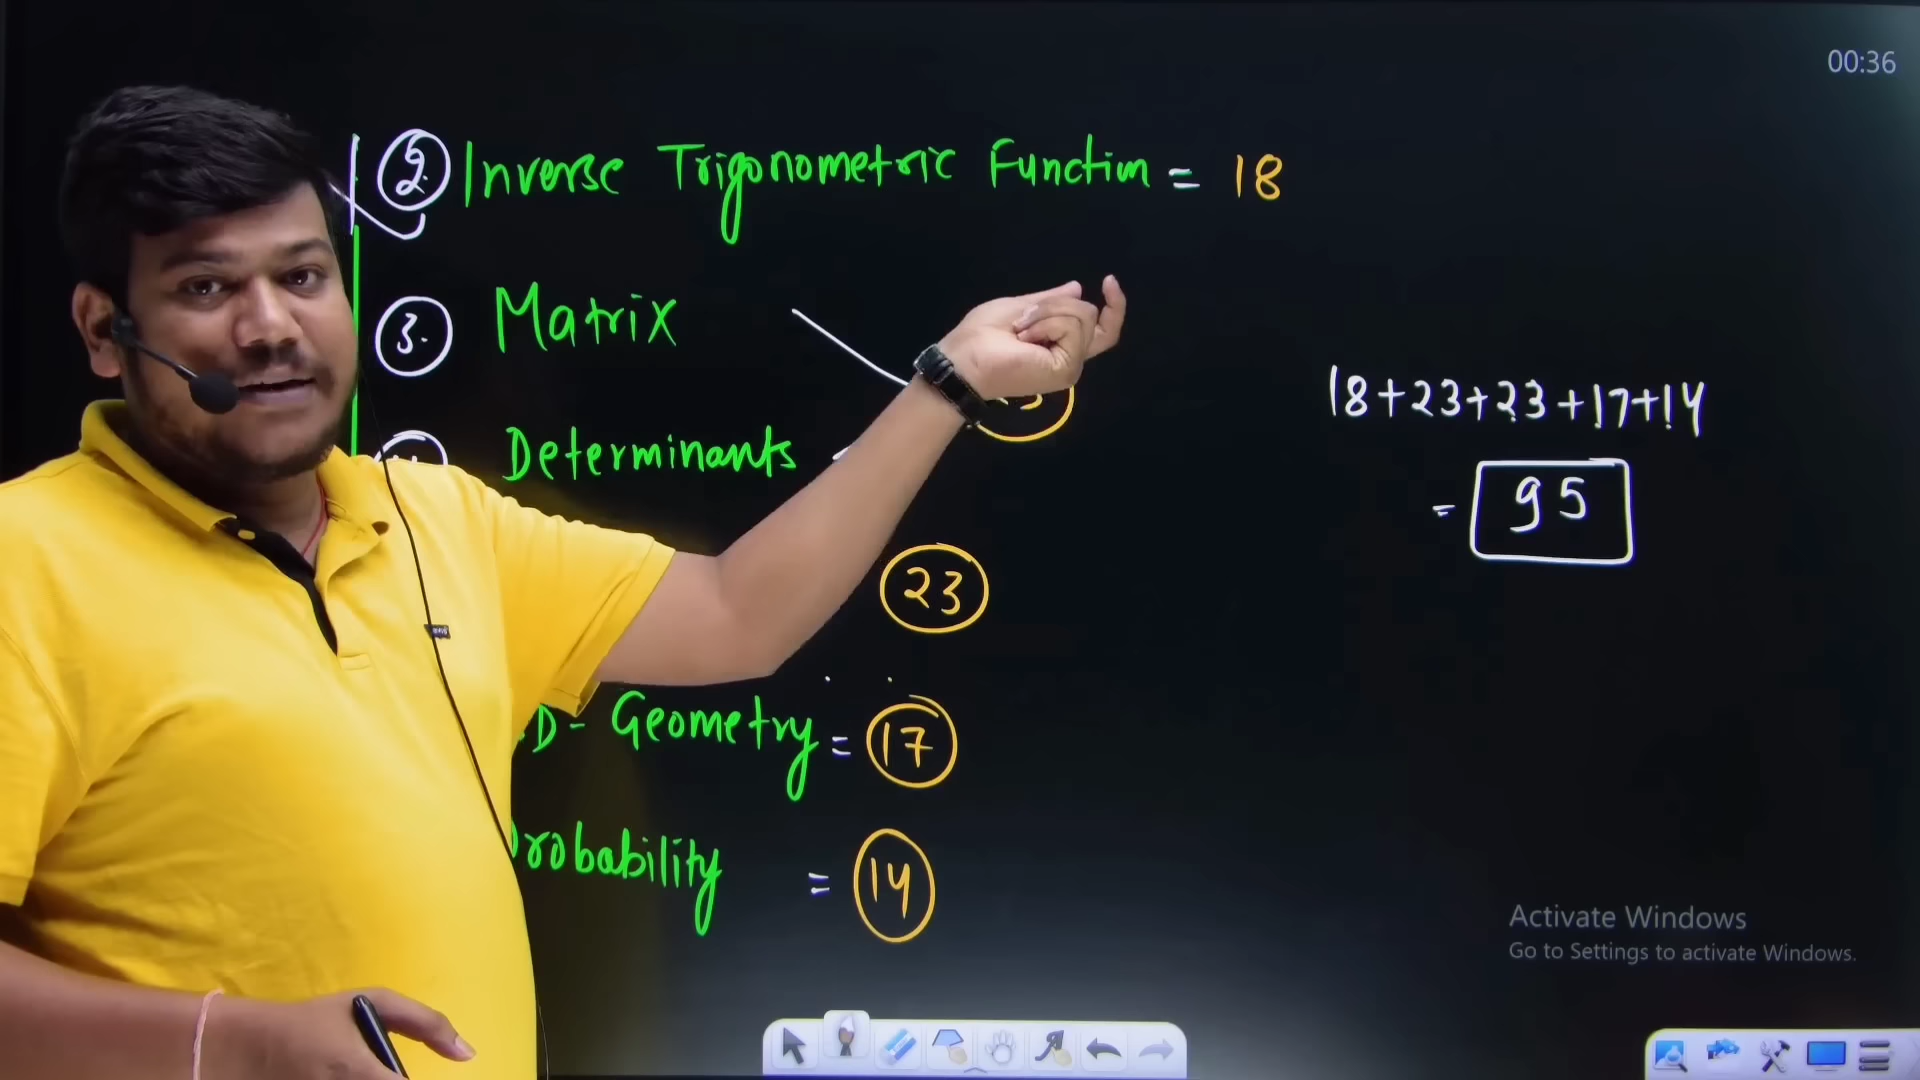 00:36
2. Inverse Trigonometric Function = 18
3. Matrix
18+23+23+17+14
Determinants
= 95
23
D- Geometry = 17
Probability = 14
Activate Windows
Go to Settings to activate Windows.